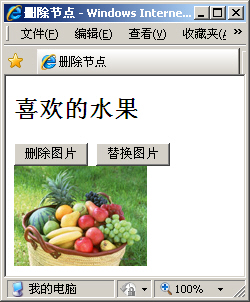 删除节点 - Windows Interne...
文件(F) 编辑(E) 查看(V) 收藏夹(A »
删除节点
喜欢的水果
删除图片 替换图片
我的电脑 100%